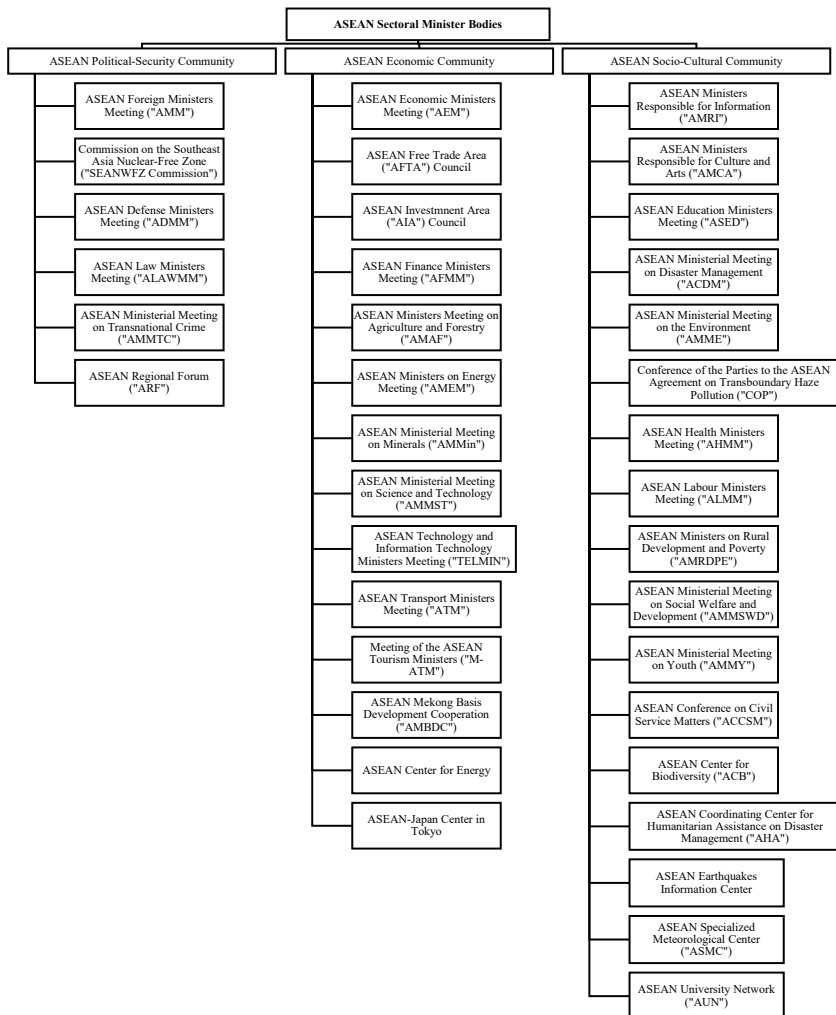 ASEAN Sectoral Minister Bodies
ASEAN Political-Security Community
ASEAN Foreign Ministers
Meeting ("AMM")
Commission on the Southeast
Asia Nuclear-Free Zone
("SEANWFZ Commission")
ASEAN Defense Ministers
Meeting ("ADMM")
ASEAN Law Ministers
Meeting ("ALAWMM")
ASEAN Ministerial Meeting
on Transnational Crime
("AMMTC")
ASEAN Regional Forum
("ARF")
ASEAN Economic Community
ASEAN Economic Ministers
Meeting ("AEM")
ASEAN Free Trade Area
("AFTA") Council
ASEAN Investmnent Area
("AIA") Council
ASEAN Finance Ministers
Meeting ("AFMM")
ASEAN Ministers Meeting on
Agriculture and Forestry
("AMAF")
ASEAN Ministers on Energy
Meeting ("AMEM")
ASEAN Ministerial Meeting
on Minerals ("AMMin")
ASEAN Ministerial Meeting
on Science and Technology
("AMMST")
ASEAN Technology and
Information Technology
Ministers Meeting ("TELMIN")
ASEAN Transport Ministers
Meeting ("ATM")
Meeting of the ASEAN
Tourism Ministers ("M-
ATM")
ASEAN Mekong Basis
Development Cooperation
("AMBDC")
ASEAN Center for Energy
ASEAN-Japan Center in
Tokyo
ASEAN Socio-Cultural Community
ASEAN Ministers
Responsible for Information
("AMRI")
ASEAN Ministers
Responsible for Culture and
Arts ("AMCA")
ASEAN Education Ministers
Meeting ("ASED")
ASEAN Ministerial Meeting
on Disaster Management
("ACDM")
ASEAN Ministerial Meeting
on the Environment
("AMME")
Conference of the Parties to the ASEAN
Agreement on Transboundary Haze
Pollution ("COP")
ASEAN Health Ministers
Meeting ("AHMM")
ASEAN Labour Ministers
Meeting ("ALMM")
ASEAN Ministers on Rural
Development and Poverty
("AMRDPE")
ASEAN Ministerial Meeting
on Social Welfare and
Development ("AMMSWD")
ASEAN Ministerial Meeting
on Youth ("AMMY")
ASEAN Conference on Civil
Service Matters ("ACCSM")
ASEAN Center for
Biodiversity ("ACB")
ASEAN Coordinating Center for
Humanitarian Assistance on Disaster
Management ("AHA")
ASEAN Earthquakes
Information Center
ASEAN Specialized
Meteorological Center
("ASMC")
ASEAN University Network
("AUN")